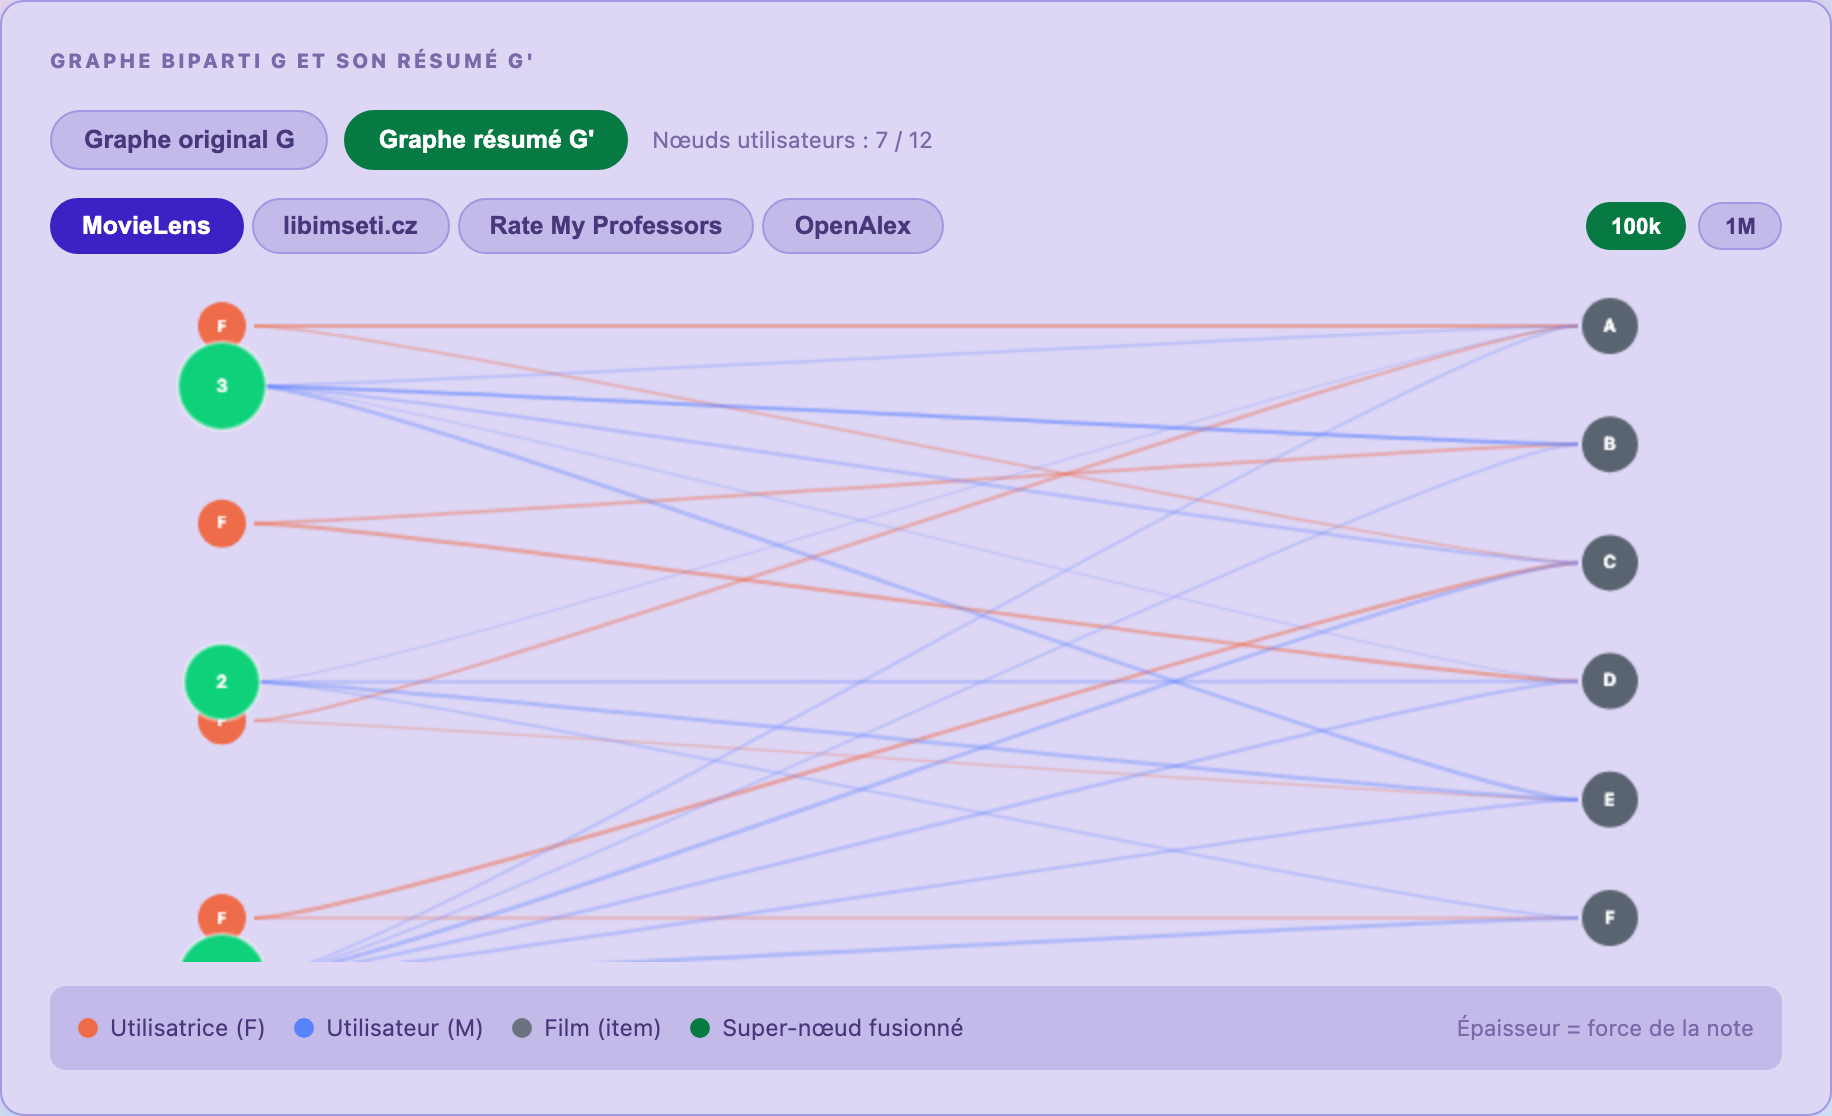 GRAPHE BIPARTI G ET SON RÉSUMÉ G'
Graphe original G Graphe résumé G' Nœuds utilisateurs : 7 / 12
MovieLens libimseti.cz Rate My Professors OpenAlex 100k 1M
F A
3
B
F
C
2 D
E
F F
Utilisatrice (F) Utilisateur (M) Film (item) Super-nœud fusionné Épaisseur = force de la note